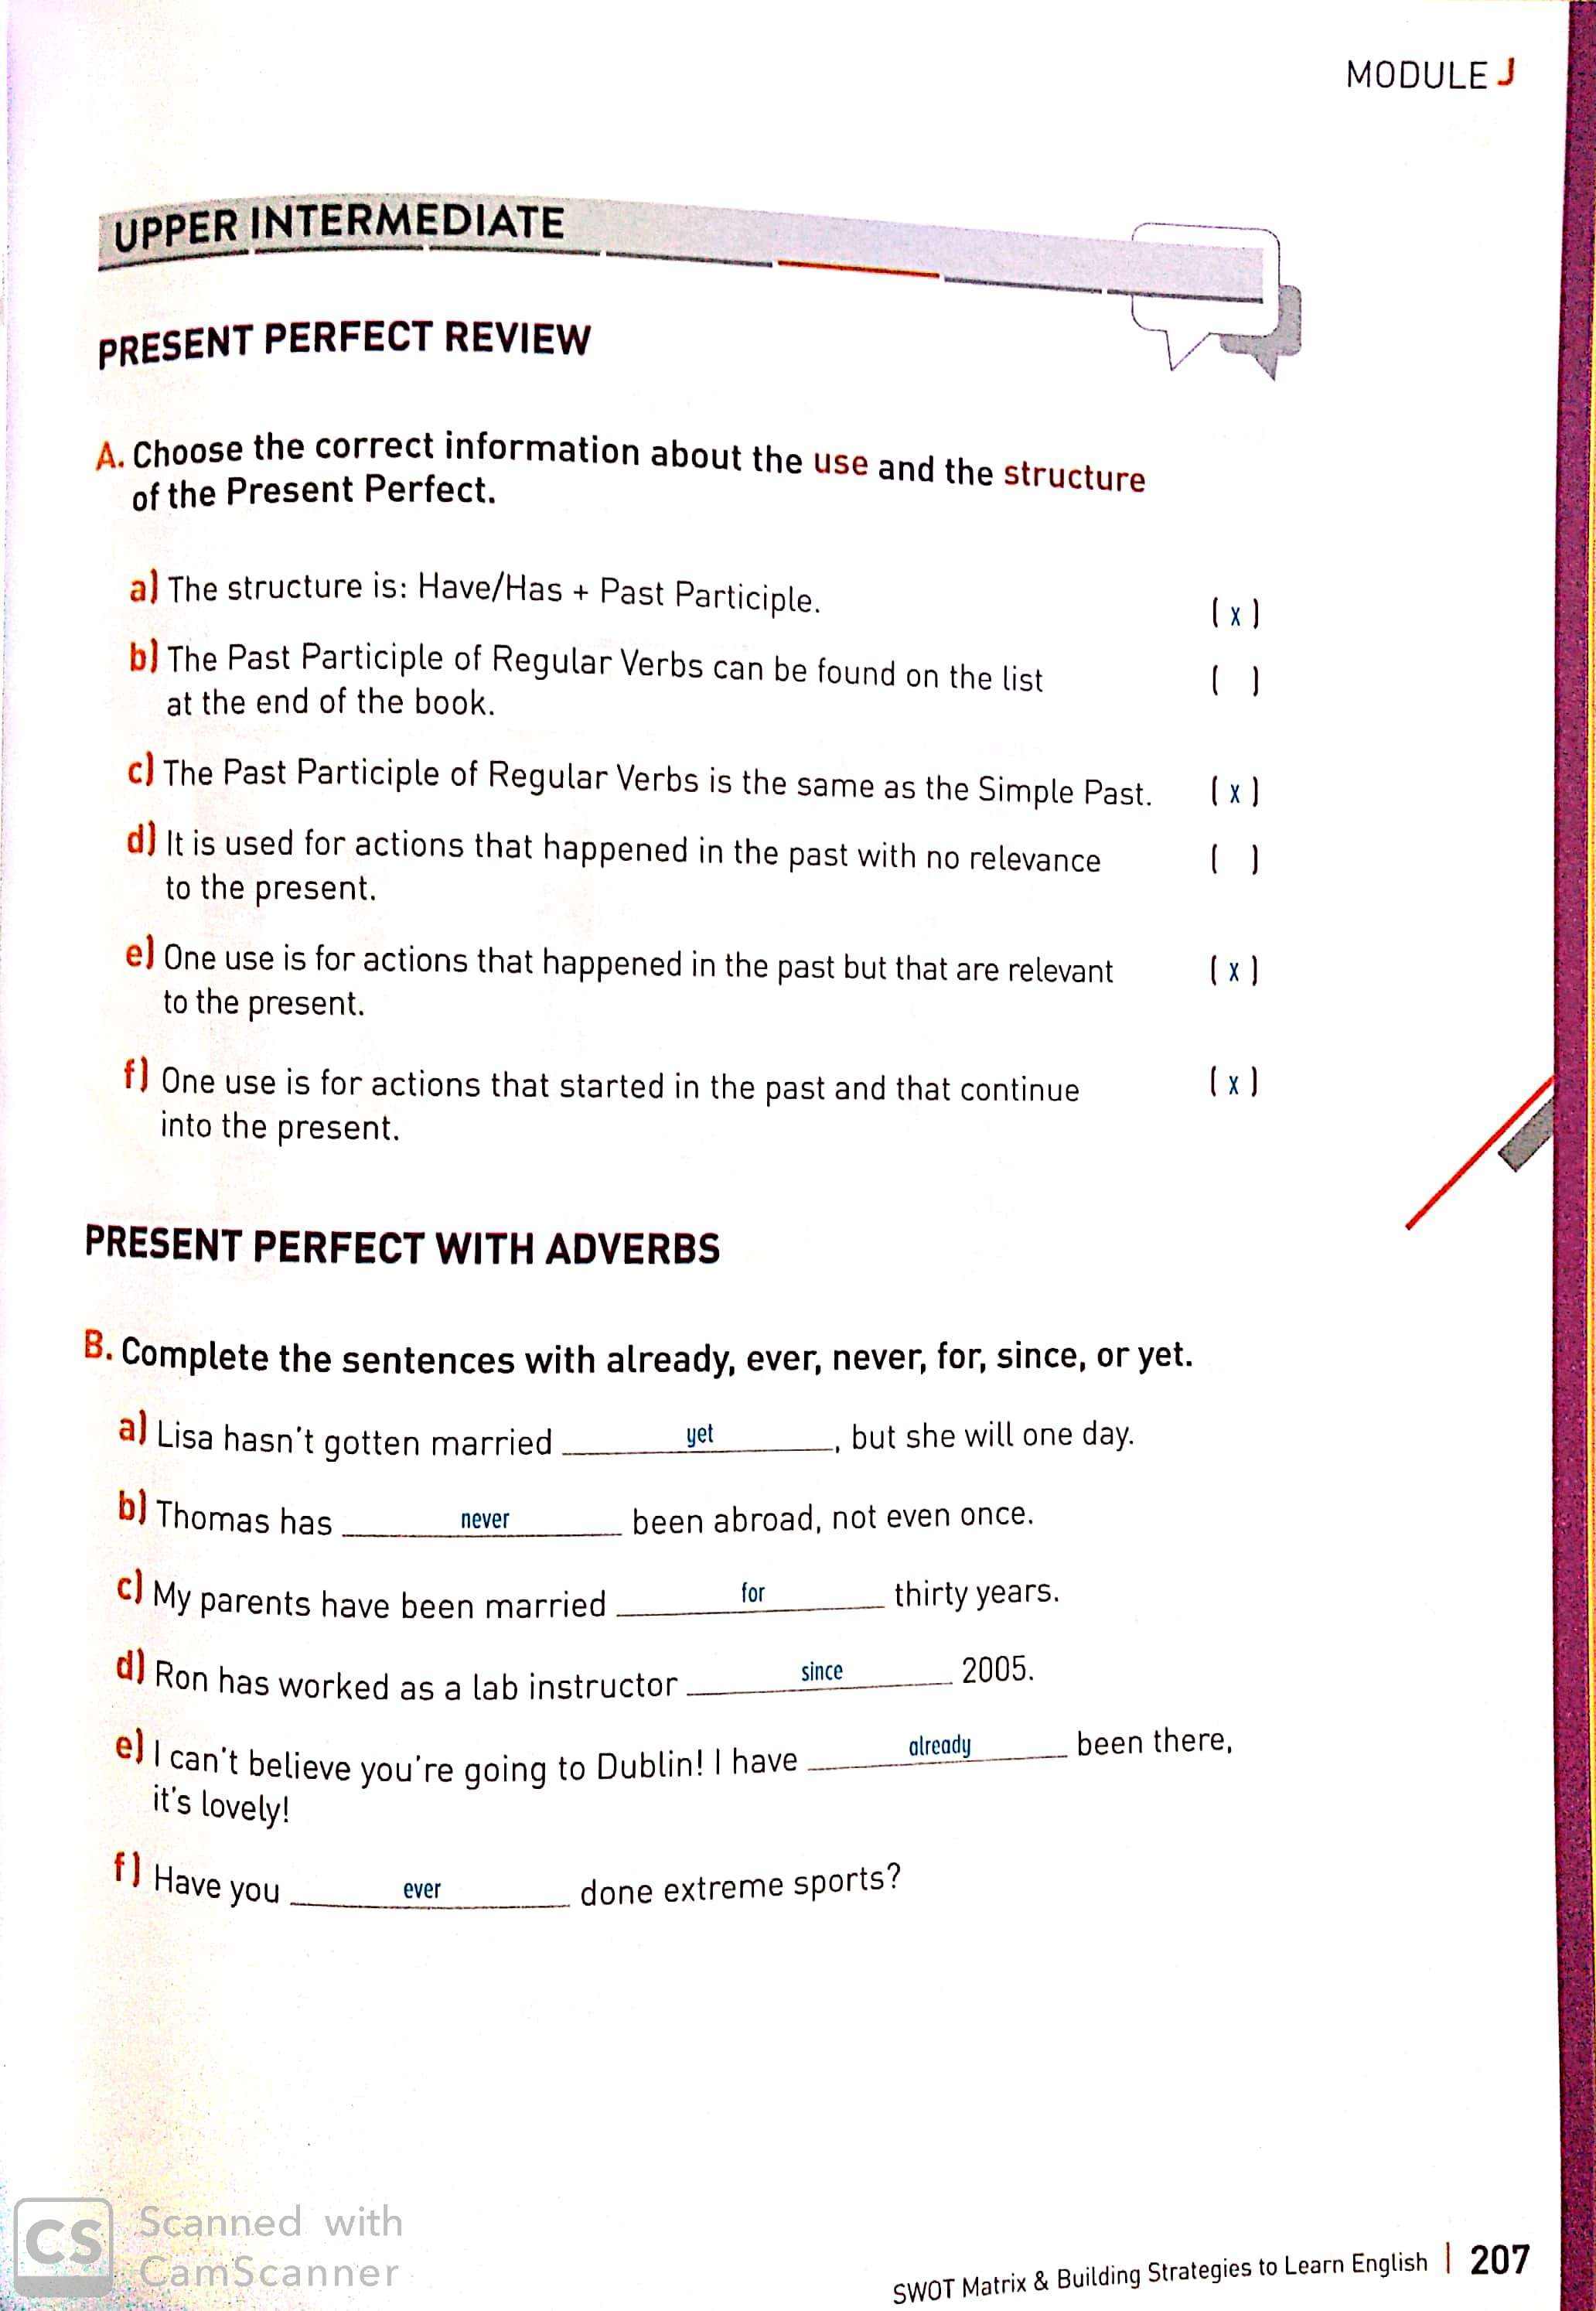 MODULE J
UPPER INTERMEDIATE
PRESENT PERFECT REVIEW
A. Choose the correct information about the use and the structure
of the Present Perfect.
a) The structure is: Have/Has + Past Participle. ( x )
b) The Past Participle of Regular Verbs can be found on the list ( )
at the end of the book.
c) The Past Participle of Regular Verbs is the same as the Simple Past. ( x )
d) It is used for actions that happened in the past with no relevance ( )
to the present.
e) One use is for actions that happened in the past but that are relevant ( x )
to the present.
f) One use is for actions that started in the past and that continue ( x )
into the present.
PRESENT PERFECT WITH ADVERBS
B. Complete the sentences with already, ever, never, for, since, or yet.
a) Lisa hasn't gotten married yet, but she will one day.
b) Thomas has never been abroad, not even once.
c) My parents have been married for thirty years.
d) Ron has worked as a lab instructor since 2005.
e) I can't believe you're going to Dublin! I have already been there,
it's lovely!
f) Have you ever done extreme sports?
CS Scanned with
CamScanner
SWOT Matrix & Building Strategies to Learn English | 207